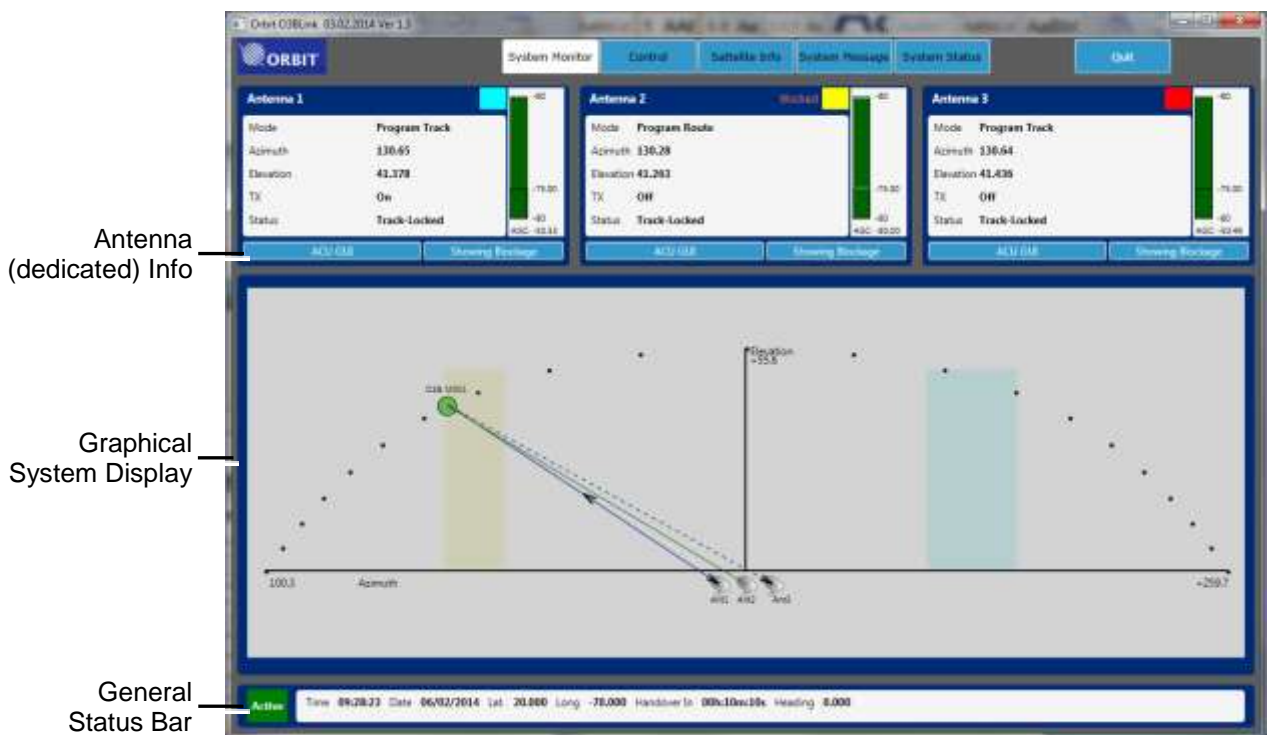 Orbit O3BLink 03.02.2014 Ver 1.3
ORBIT
System Monitor Control Sattelite Info System Message System Status Quit
Antenna 1
Mode Program Track
Azimuth 130.65
Elevation 41.378
TX On
Status Track-Locked
ACU GUI Showing Blockage
Antenna 2 Blocked
Mode Program Route
Azimuth 130.28
Elevation 41.263
TX Off
Status Track-Locked
ACU GUI Showing Blockage
Antenna 3
Mode Program Track
Azimuth 130.64
Elevation 41.436
TX Off
Status Track-Locked
ACU GUI Showing Blockage
Antenna
(dedicated) Info
Graphical
System Display
Elevation
+55.6
100.3 Azimuth +259.7
Ant1 Ant2 Ant3
General
Status Bar
Active Time 09:28:23 Date 06/02/2014 Lat. 20.000 Long -70.000 Handover In 00h:10m:10s Heading 0.000